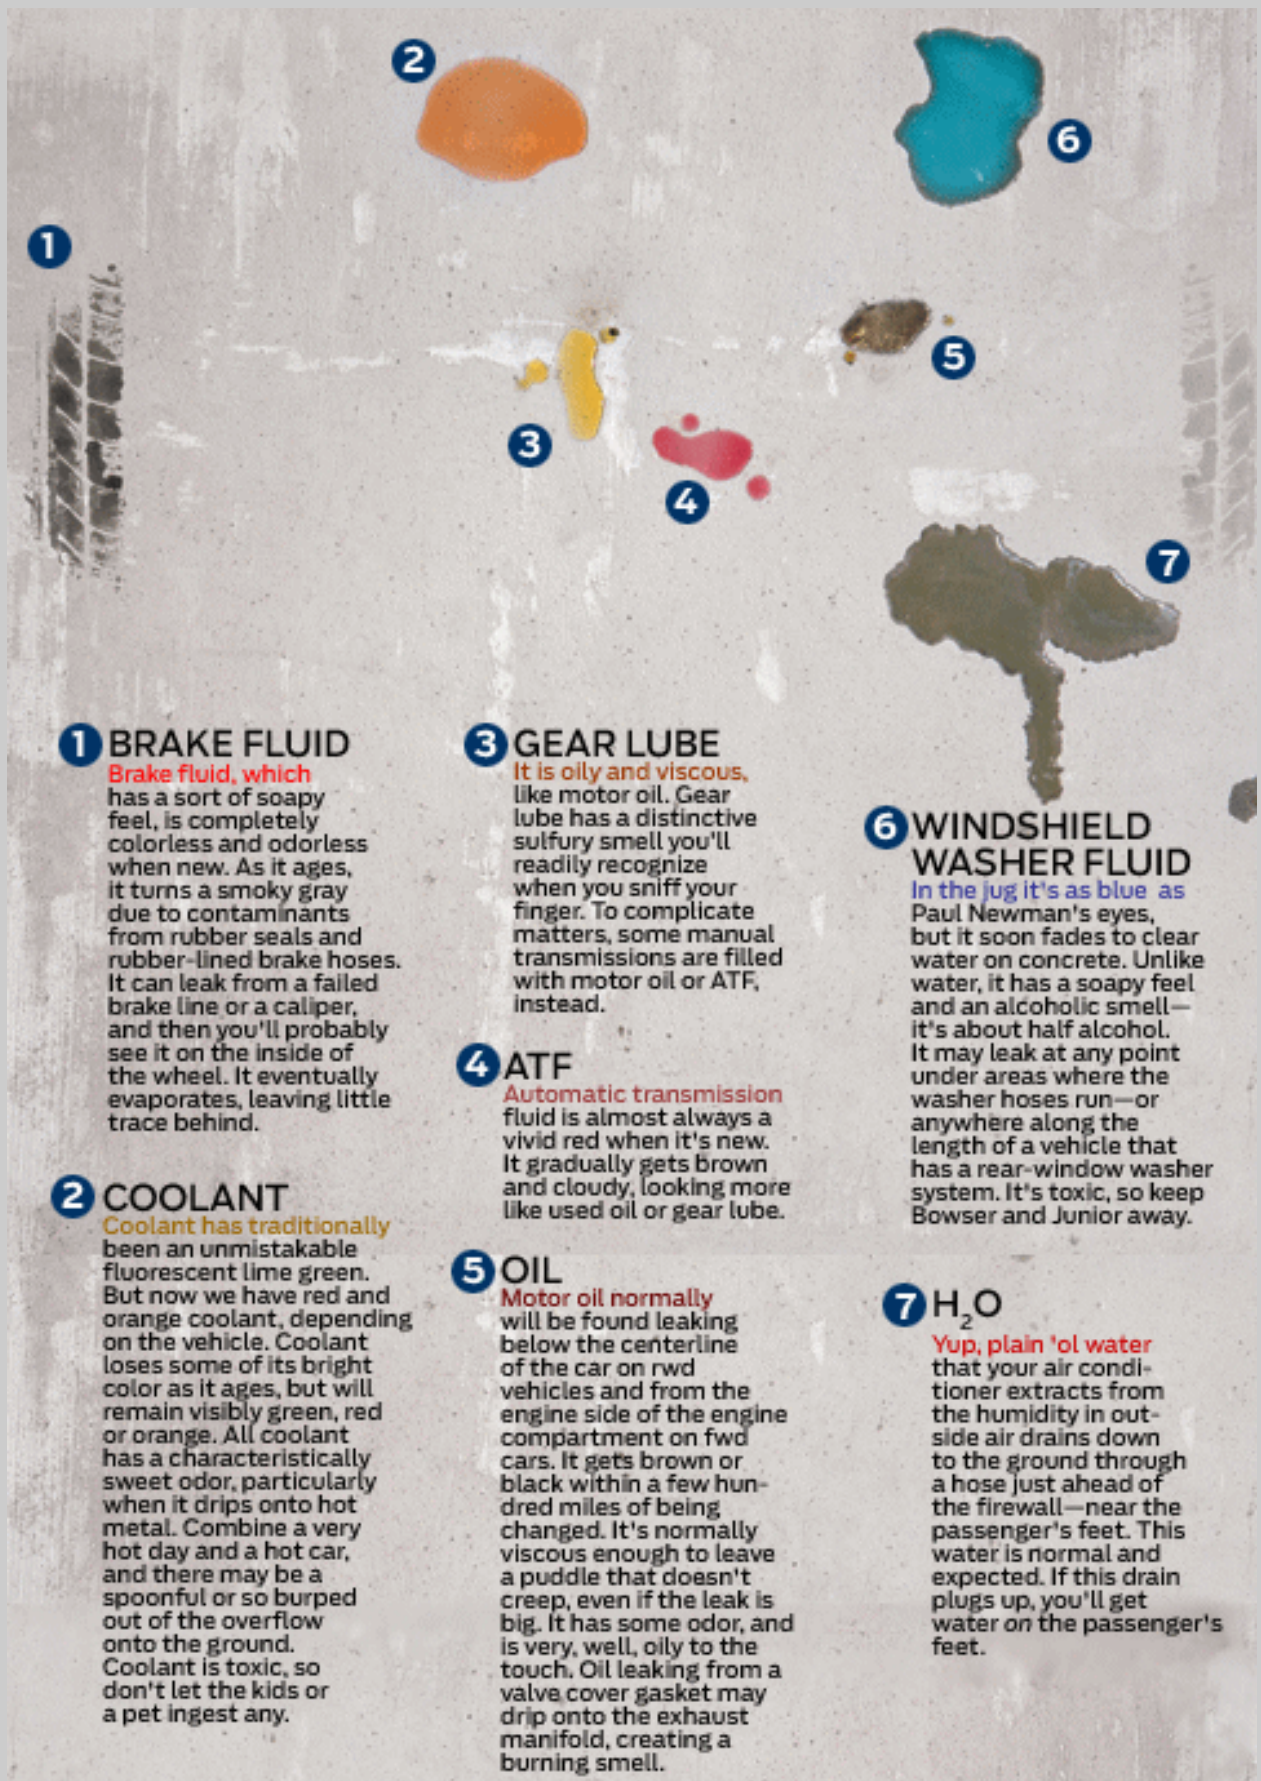 2
6
1
5
3
4
7
1 BRAKE FLUID
Brake fluid, which
has a sort of soapy
feel, is completely
colorless and odorless
when new. As it ages,
it turns a smoky gray
due to contaminants
from rubber seals and
rubber-lined brake hoses.
It can leak from a failed
brake line or a caliper,
and then you'll probably
see it on the inside of
the wheel. It eventually
evaporates, leaving little
trace behind.
2 COOLANT
Coolant has traditionally
been an unmistakable
fluorescent lime green.
But now we have red and
orange coolant, depending
on the vehicle. Coolant
loses some of its bright
color as it ages, but will
remain visibly green, red
or orange. All coolant
has a characteristically
sweet odor, particularly
when it drips onto hot
metal. Combine a very
hot day and a hot car,
and there may be a
spoonful or so burped
out of the overflow
onto the ground.
Coolant is toxic, so
don't let the kids or
a pet ingest any.
3 GEAR LUBE
It is oily and viscous,
like motor oil. Gear
lube has a distinctive
sulfury smell you'll
readily recognize
when you sniff your
finger. To complicate
matters, some manual
transmissions are filled
with motor oil or ATF,
instead.
4 ATF
Automatic transmission
fluid is almost always a
vivid red when it's new.
It gradually gets brown
and cloudy, looking more
like used oil or gear lube.
5 OIL
Motor oil normally
will be found leaking
below the centerline
of the car on rwd
vehicles and from the
engine side of the engine
compartment on fwd
cars. It gets brown or
black within a few hun-
dred miles of being
changed. It's normally
viscous enough to leave
a puddle that doesn't
creep, even if the leak is
big. It has some odor, and
is very, well, oily to the
touch. Oil leaking from a
valve cover gasket may
drip onto the exhaust
manifold, creating a
burning smell.
6 WINDSHIELD
WASHER FLUID
In the jug it's as blue as
Paul Newman's eyes,
but it soon fades to clear
water on concrete. Unlike
water, it has a soapy feel
and an alcoholic smell—
it's about half alcohol.
It may leak at any point
under areas where the
washer hoses run—or
anywhere along the
length of a vehicle that
has a rear-window washer
system. It's toxic, so keep
Bowser and Junior away.
7 H₂O
Yup, plain 'ol water
that your air condi-
tioner extracts from
the humidity in out-
side air drains down
to the ground through
a hose just ahead of
the firewall—near the
passenger's feet. This
water is normal and
expected. If this drain
plugs up, you'll get
water on the passenger's
feet.